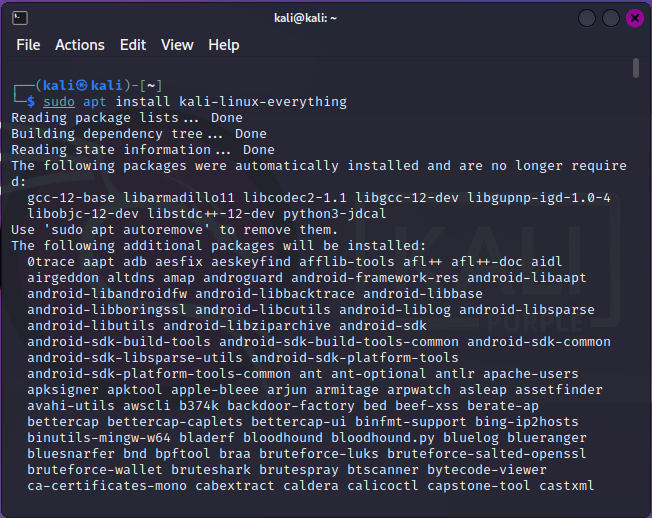 kali@kali: ~
File Actions Edit View Help
┌──(kali㉿kali)-[~]
└─$ sudo apt install kali-linux-everything
Reading package lists... Done
Building dependency tree... Done
Reading state information... Done
The following packages were automatically installed and are no longer require
d:
gcc-12-base libarmadillo11 libcodec2-1.1 libgcc-12-dev libgupnp-igd-1.0-4
libobjc-12-dev libstdc++-12-dev python3-jdcal
Use 'sudo apt autoremove' to remove them.
The following additional packages will be installed:
0trace aapt adb aesfix aeskeyfind afflib-tools afl++ afl++-doc aidl
airgeddon altdns amap androguard android-framework-res android-libaapt
android-libandroidfw android-libbacktrace android-libbase
android-libboringssl android-libcutils android-liblog android-libsparse
android-libutils android-libziparchive android-sdk
android-sdk-build-tools android-sdk-build-tools-common android-sdk-common
android-sdk-libsparse-utils android-sdk-platform-tools
android-sdk-platform-tools-common ant ant-optional antlr apache-users
apksigner apktool apple-bleee arjun armitage arpwatch asleap assetfinder
avahi-utils awscli b374k backdoor-factory bed beef-xss berate-ap
bettercap bettercap-caplets bettercap-ui binfmt-support bing-ip2hosts
binutils-mingw-w64 bladerf bloodhound bloodhound.py bluelog blueranger
bluesnarfer bnd bpftool braa bruteforce-luks bruteforce-salted-openssl
bruteforce-wallet bruteshark brutespray btscanner bytecode-viewer
ca-certificates-mono cabextract caldera calicoctl capstone-tool castxml
KALI
PURPLE